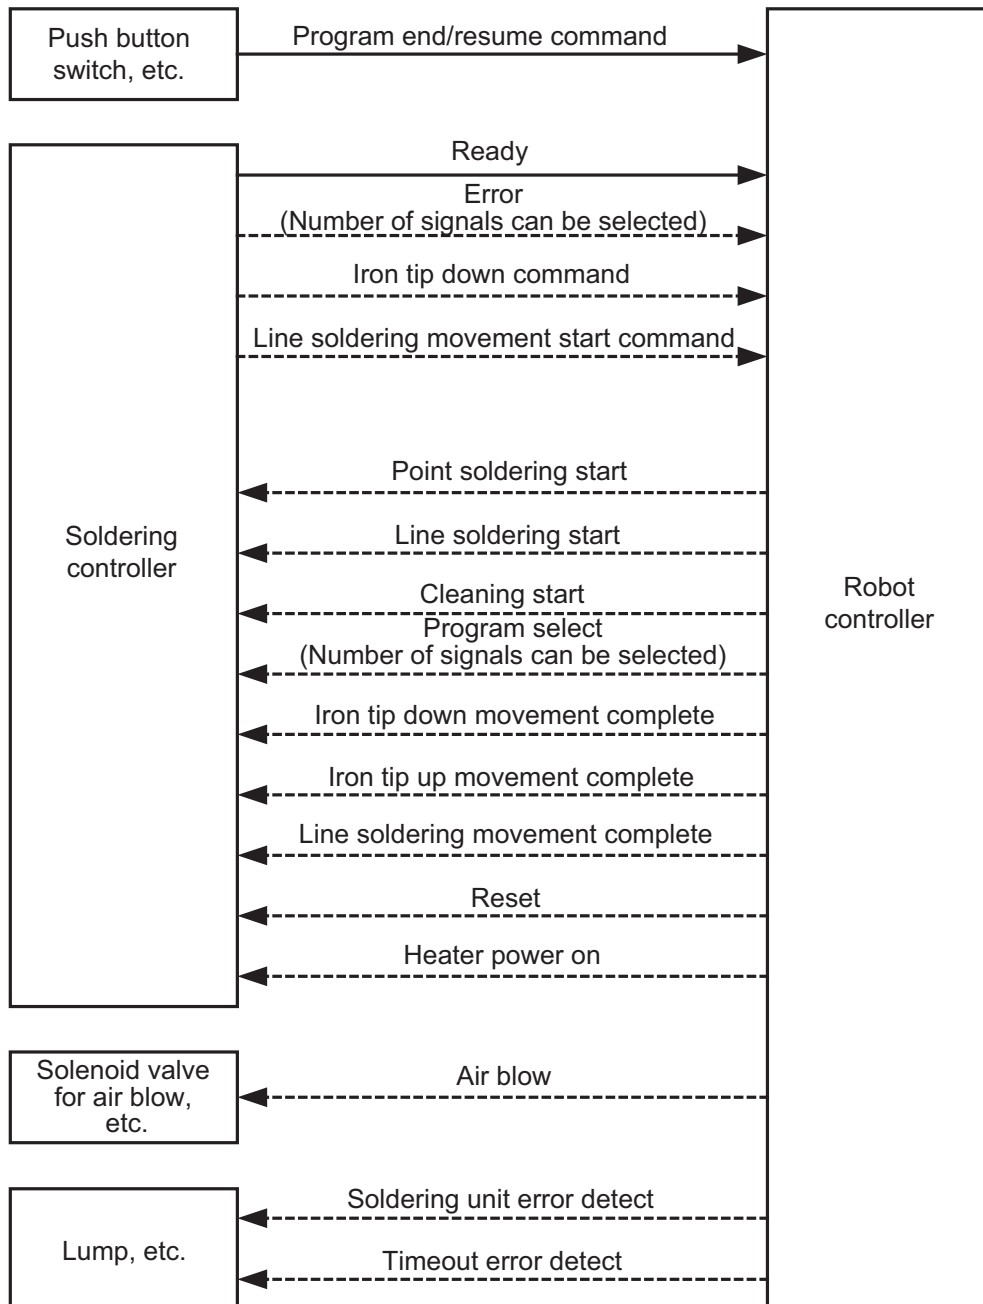 Push button
switch, etc.
Program end/resume command
Ready
Error
(Number of signals can be selected)
Iron tip down command
Line soldering movement start command
Point soldering start
Line soldering start
Soldering
controller
Cleaning start
Program select
(Number of signals can be selected)
Robot
controller
Iron tip down movement complete
Iron tip up movement complete
Line soldering movement complete
Reset
Heater power on
Solenoid valve
for air blow,
etc.
Air blow
Soldering unit error detect
Lump, etc.
Timeout error detect